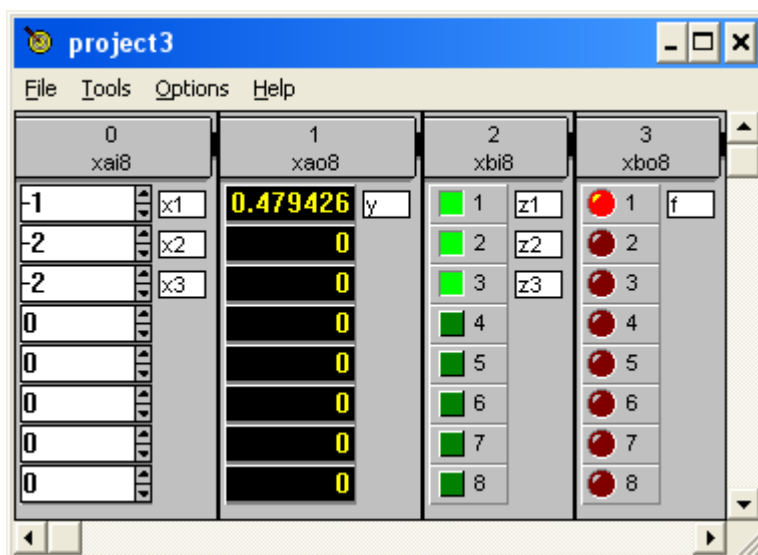 project3
File Tools Options Help
0 1 2 3
xai8 xao8 xbi8 xbo8
-1 x1 0.479426 y 1 z1 1 f
-2 x2 0 2 z2 2
-2 x3 0 3 z3 3
0 0 4 4
0 0 5 5
0 0 6 6
0 0 7 7
0 0 8 8